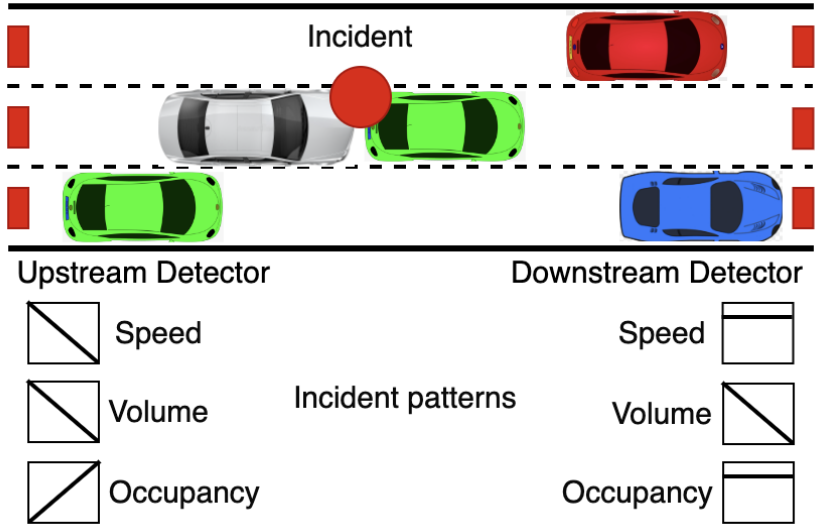 Incident
Upstream Detector
Downstream Detector
Speed
Speed
Volume
Incident patterns
Volume
Occupancy
Occupancy